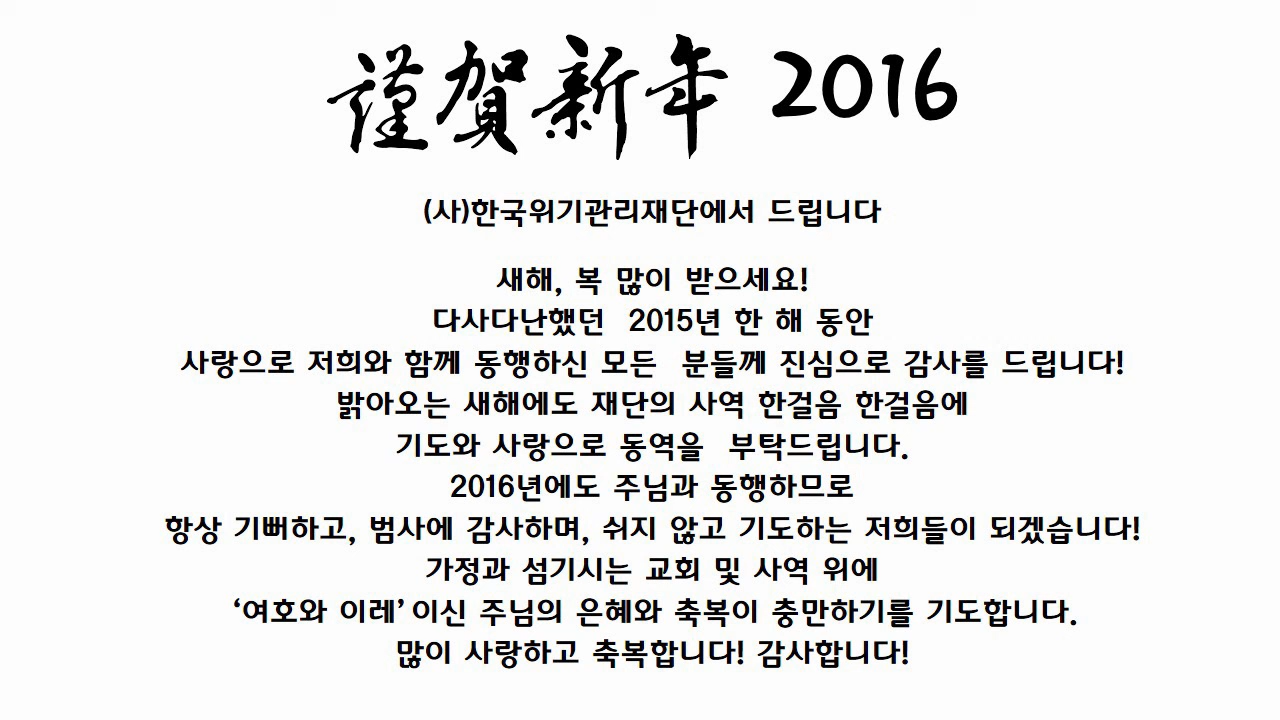 謹賀新年 2016
(사)한국위기관리재단에서 드립니다
새해, 복 많이 받으세요!
다사다난했던 2015년 한 해 동안
사랑으로 저희와 함께 동행하신 모든 분들께 진심으로 감사를 드립니다!
밝아오는 새해에도 재단의 사역 한걸음 한걸음에
기도와 사랑으로 동역을 부탁드립니다.
2016년에도 주님과 동행하므로
항상 기뻐하고, 범사에 감사하며, 쉬지 않고 기도하는 저희들이 되겠습니다!
가정과 섬기시는 교회 및 사역 위에
‘여호와 이레’이신 주님의 은혜와 축복이 충만하기를 기도합니다.
많이 사랑하고 축복합니다! 감사합니다!